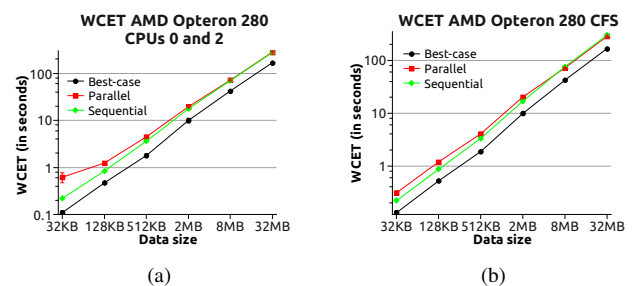 WCET AMD Opteron 280
CPUs 0 and 2
WCET (in seconds)
100
10
1
0.1
Best-case
Parallel
Sequential
32KB 128KB 512KB 2MB 8MB 32MB
Data size
(a)
WCET AMD Opteron 280 CFS
WCET (in seconds)
100
10
1
Best-case
Parallel
Sequential
32KB 128KB 512KB 2MB 8MB 32MB
Data size
(b)